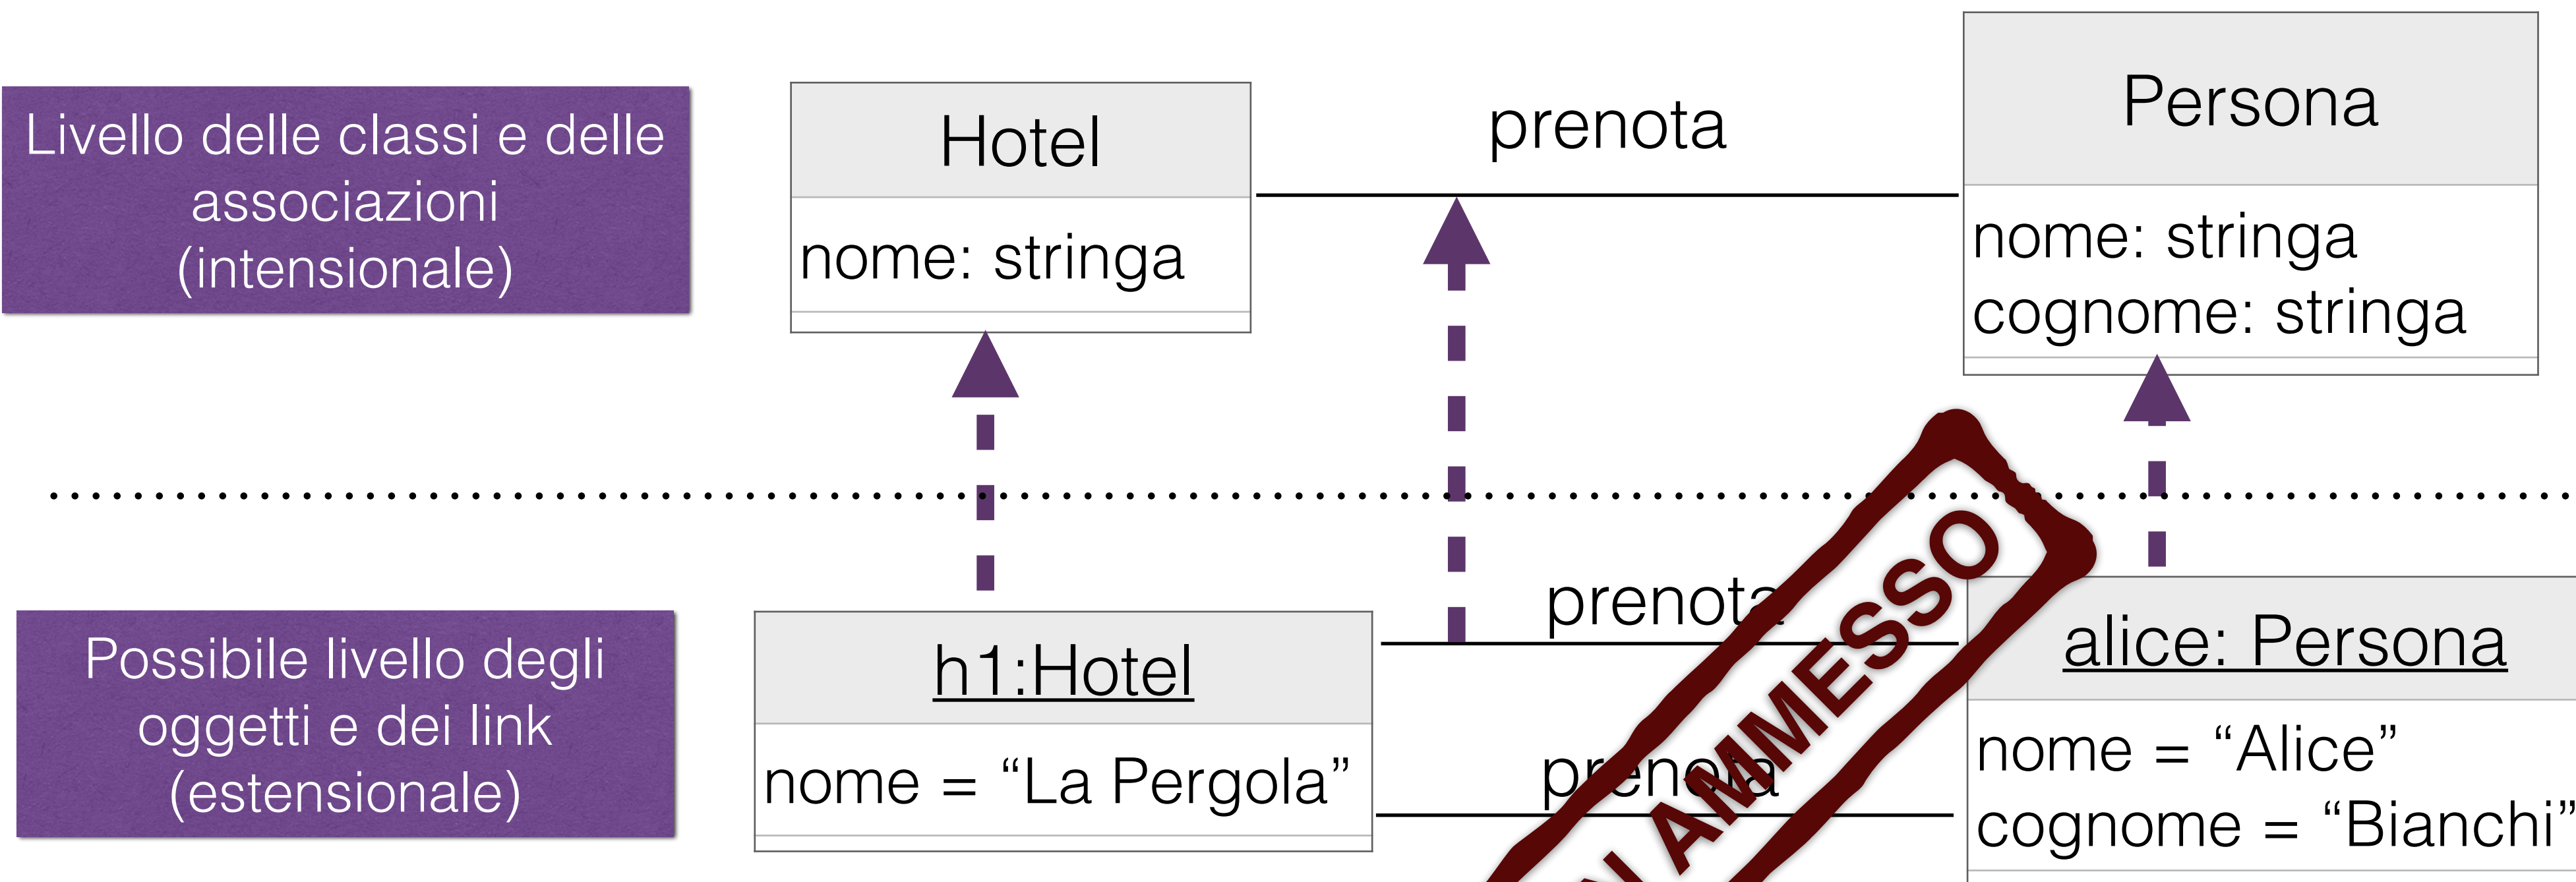 Livello delle classi e delle
associazioni
(intensionale)
Hotel
nome: stringa
prenota
Persona
nome: stringa
cognome: stringa
Possibile livello degli
oggetti e dei link
(estensionale)
h1:Hotel
nome = “La Pergola”
prenota
prenota
AMMESSO
alice: Persona
nome = “Alice”
cognome = “Bianchi”